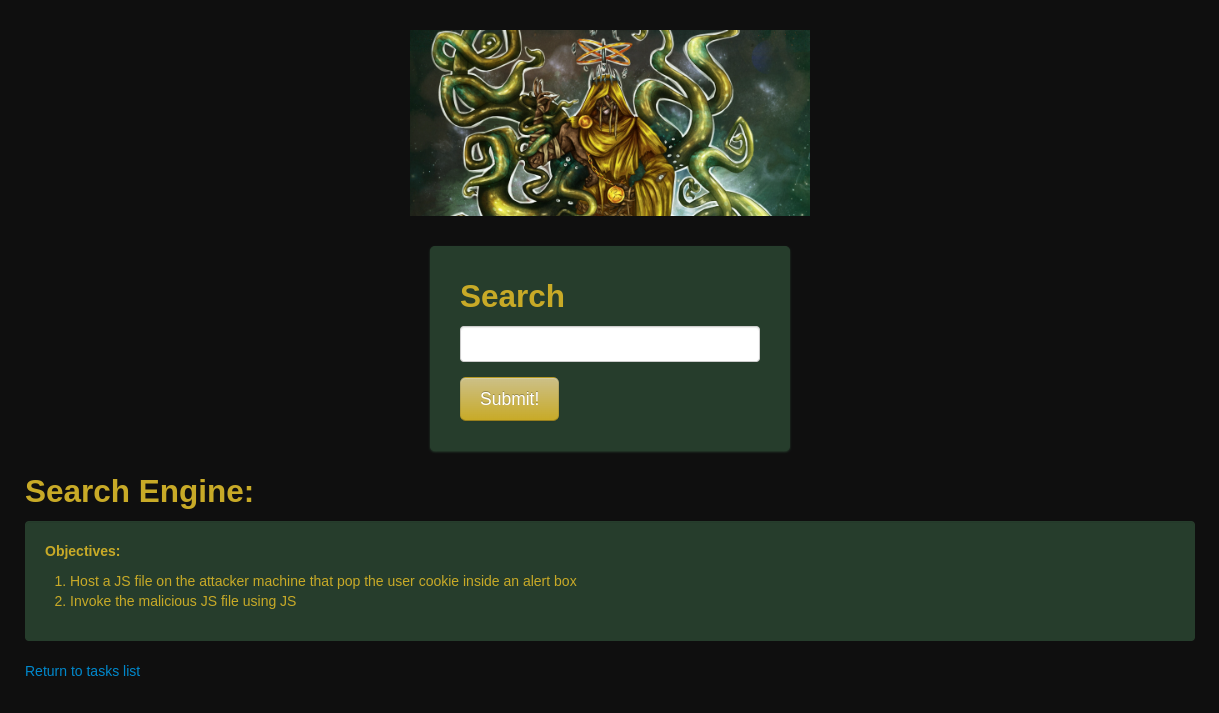 Search
Submit!
Search Engine:
Objectives:
1. Host a JS file on the attacker machine that pop the user cookie inside an alert box
2. Invoke the malicious JS file using JS
Return to tasks list